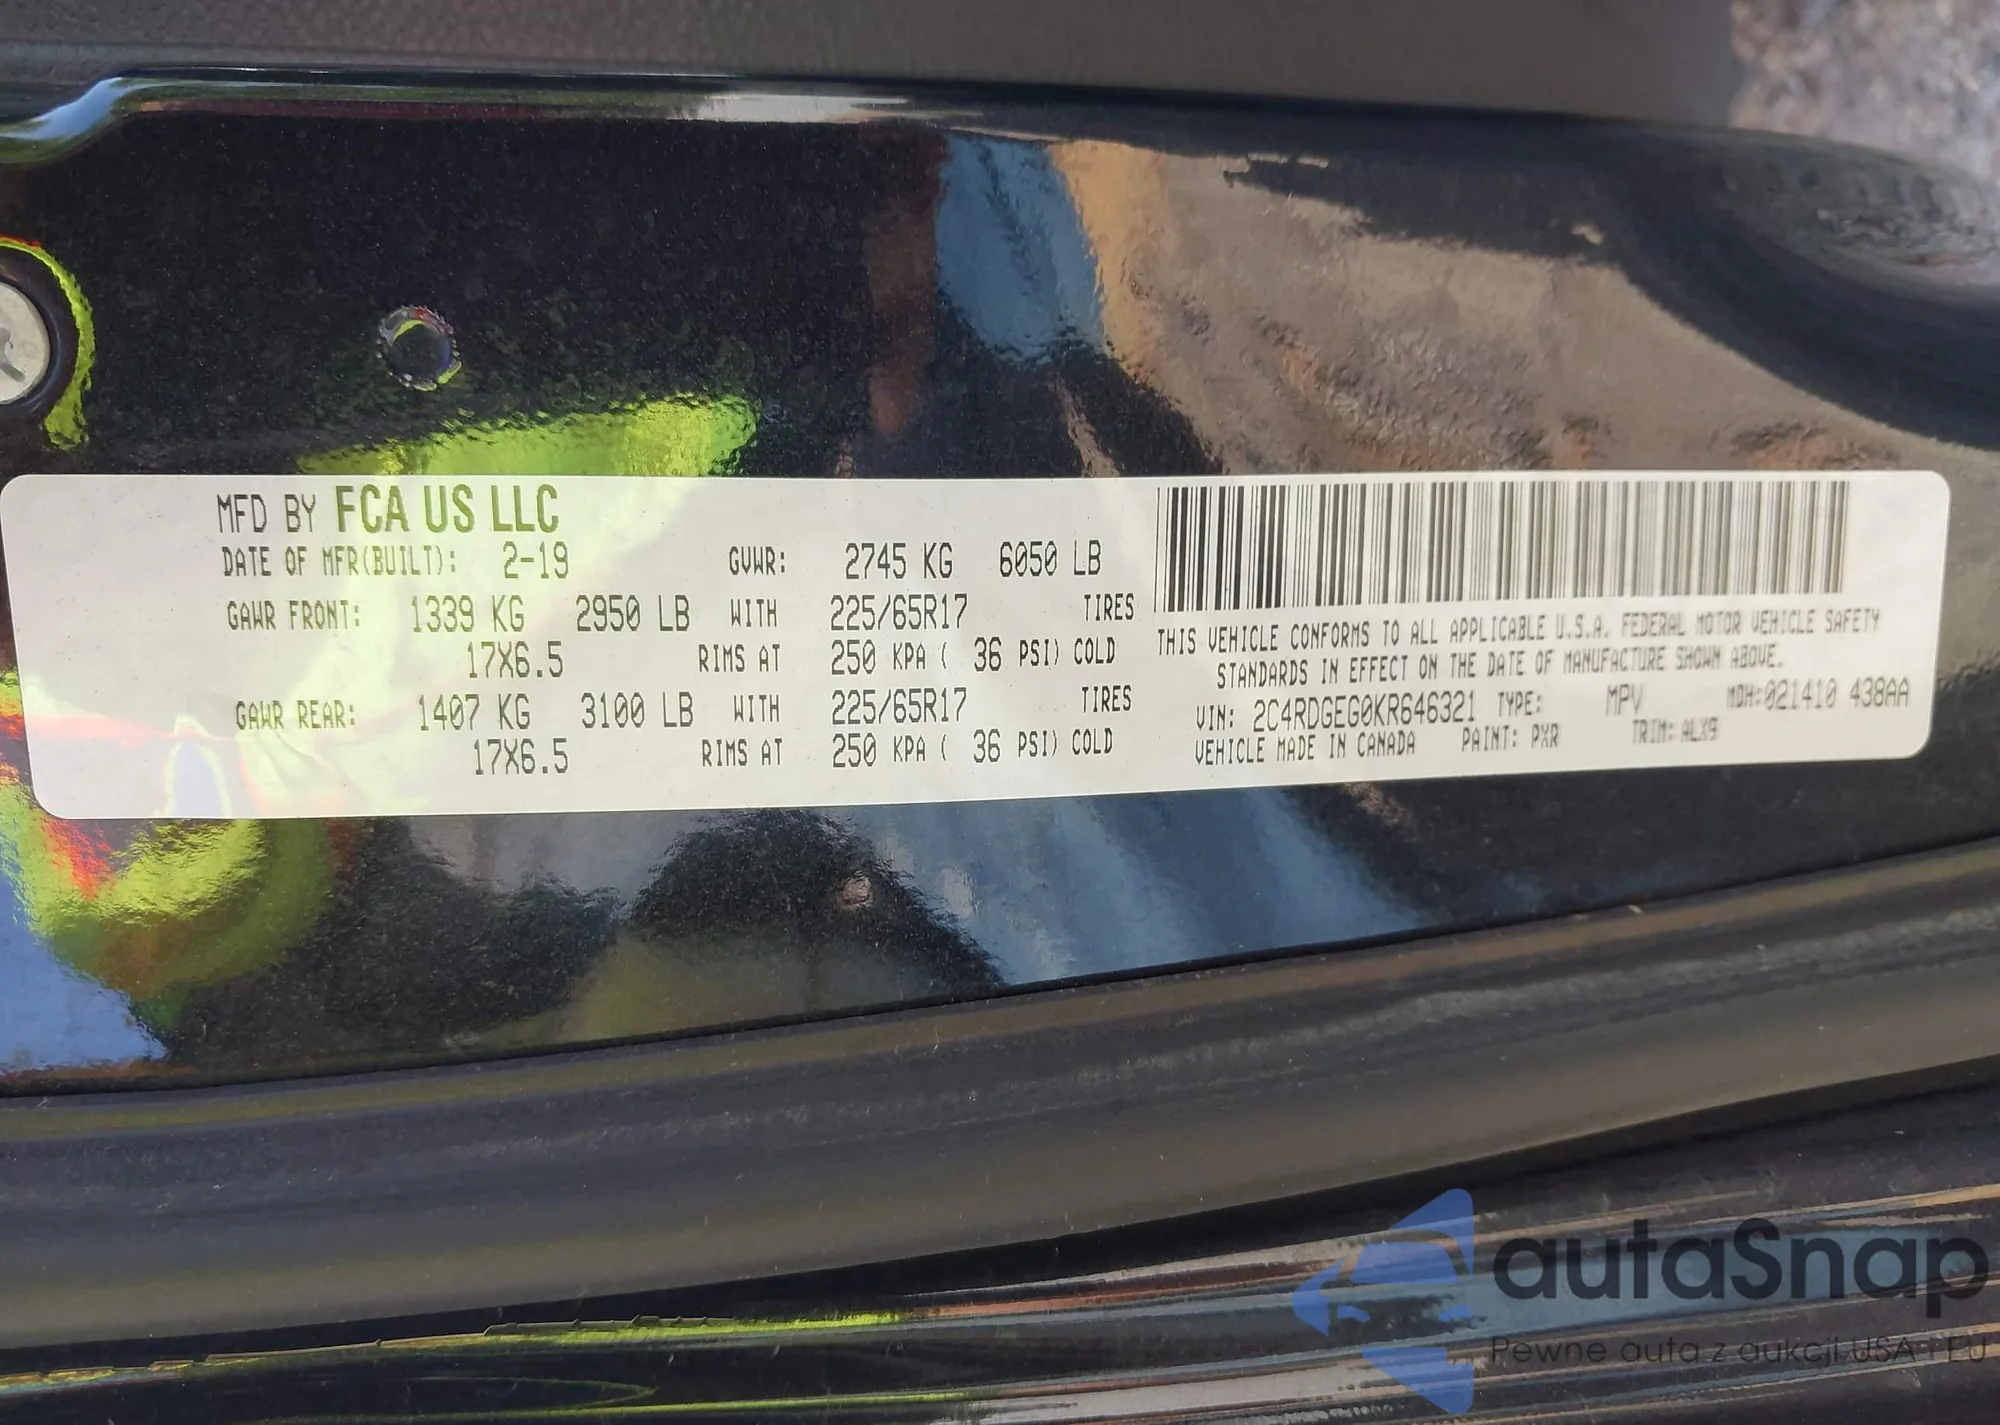 MFD BY FCA US LLC
DATE OF MFR(BUILT): 2-19 GVWR: 2745 KG 6050 LB
GAWR FRONT: 1339 KG 2950 LB WITH 225/65R17 TIRES
17X6.5 RIMS AT 250 KPA ( 36 PSI) COLD
GAWR REAR: 1407 KG 3100 LB WITH 225/65R17 TIRES
17X6.5 RIMS AT 250 KPA ( 36 PSI) COLD
THIS VEHICLE CONFORMS TO ALL APPLICABLE U.S.A. FEDERAL MOTOR VEHICLE SAFETY
STANDARDS IN EFFECT ON THE DATE OF MANUFACTURE SHOWN ABOVE.
VIN: 2C4RDGEG0KR646321 TYPE: MPV MDH:021410 438AA
VEHICLE MADE IN CANADA PAINT: PXR TRIM: ALX9
autaSnap
Pewne auta z aukcji USA i EU